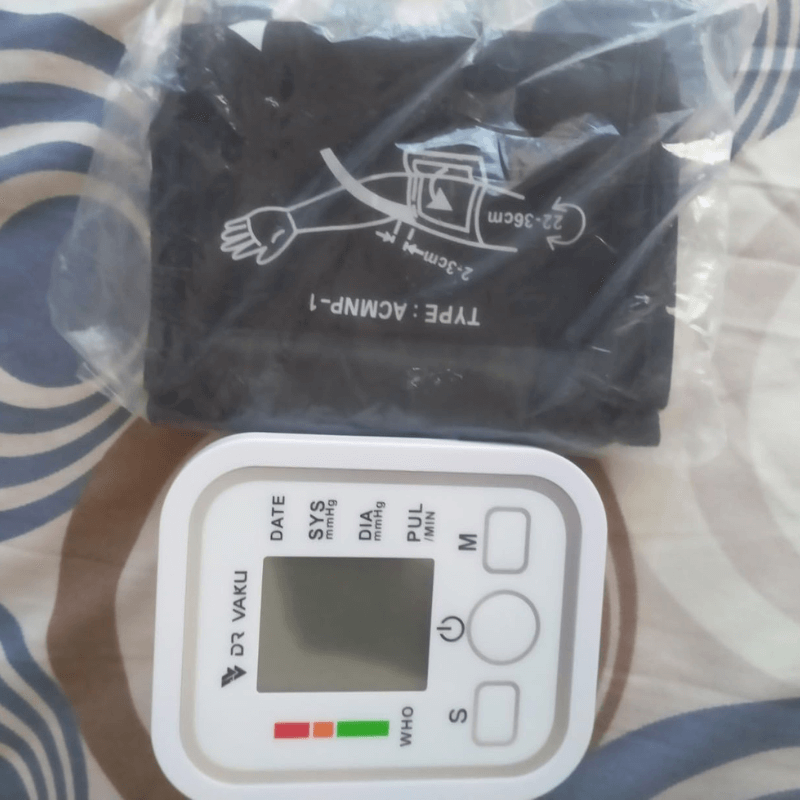 22-36cm
2-3cm
TYPE : ACMNP-1
DR VAKU
DATE
SYS
mmHg
DIA
mmHg
PUL
/MIN
WHO
M
S